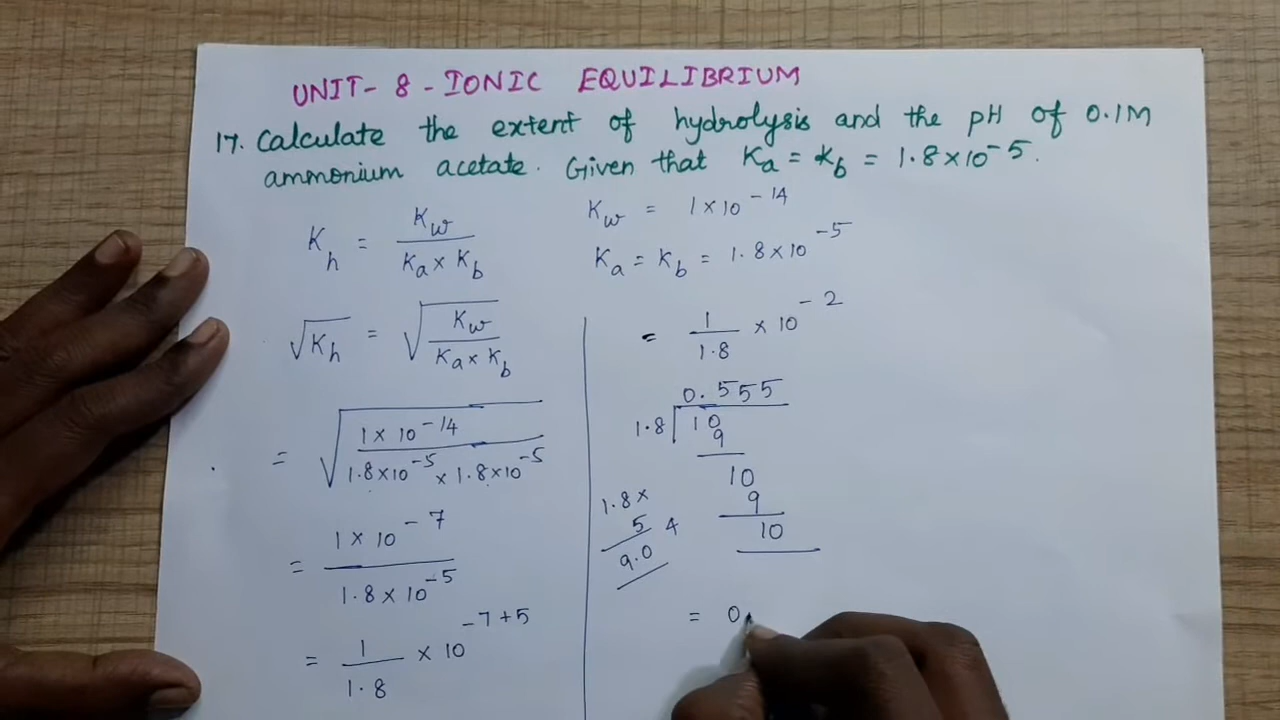 UNIT- 8 - IONIC EQUILIBRIUM
17. Calculate the extent of hydrolysis and the pH of 0.1M
ammonium acetate. Given that Ka = Kb = 1.8×10-5.
Kh = Kw / Ka × Kb
√Kh = √Kw / Ka × Kb
= √1 × 10-14 / 1.8×10-5 × 1.8×10-5
= 1 × 10-7 / 1.8 × 10-5
= 1 / 1.8 × 10-7+5
Kw = 1×10-14
Ka = Kb = 1.8×10-5
= 1 / 1.8 × 10-2
0.555
1.8 10
9
10
9
10
1.8×
5 4
9.0
= 0.